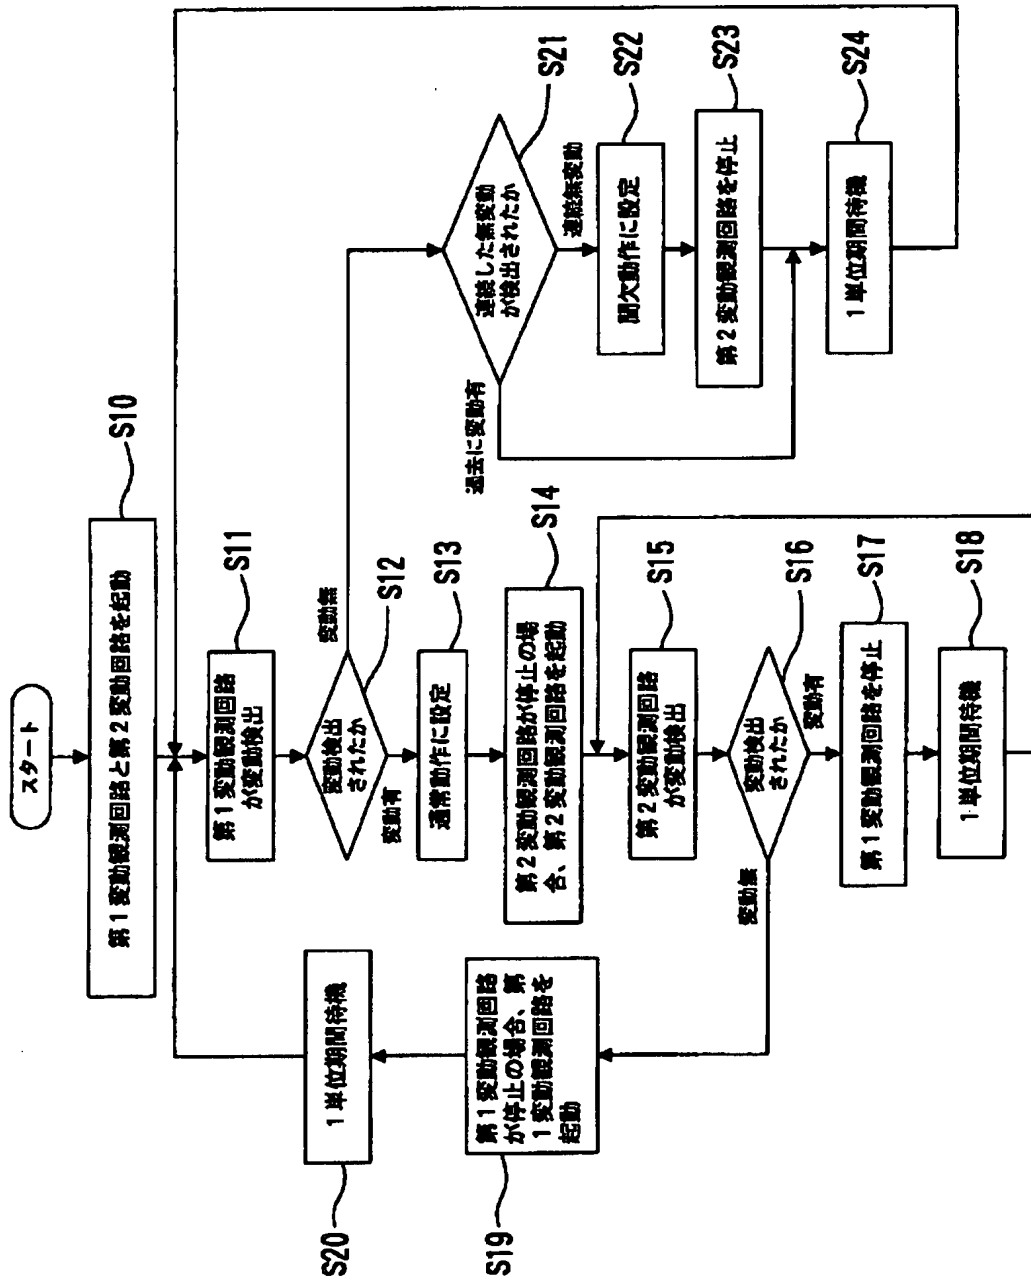 スタート
第1変動観測回路と第2変動回路を起動
S10
第1変動観測回路
が変動検出
S11
変動検出
されたか
S12
変動無
変動有
通常動作に設定
S13
第2変動観測回路が停止の場
合、第2変動観測回路を起動
S14
第2変動観測回路
が変動検出
S15
変動検出
されたか
S16
変動無
変動有
第1変動観測回路を停止
S17
1単位期間待機
S18
第1変動観測回路
が停止の場合、第
1変動観測回路を
起動
S19
1単位期間待機
S20
連続した無変動
が検出されたか
S21
過去に変動有
連続無変動
間欠動作に設定
S22
第2変動観測回路を停止
S23
1単位期間待機
S24